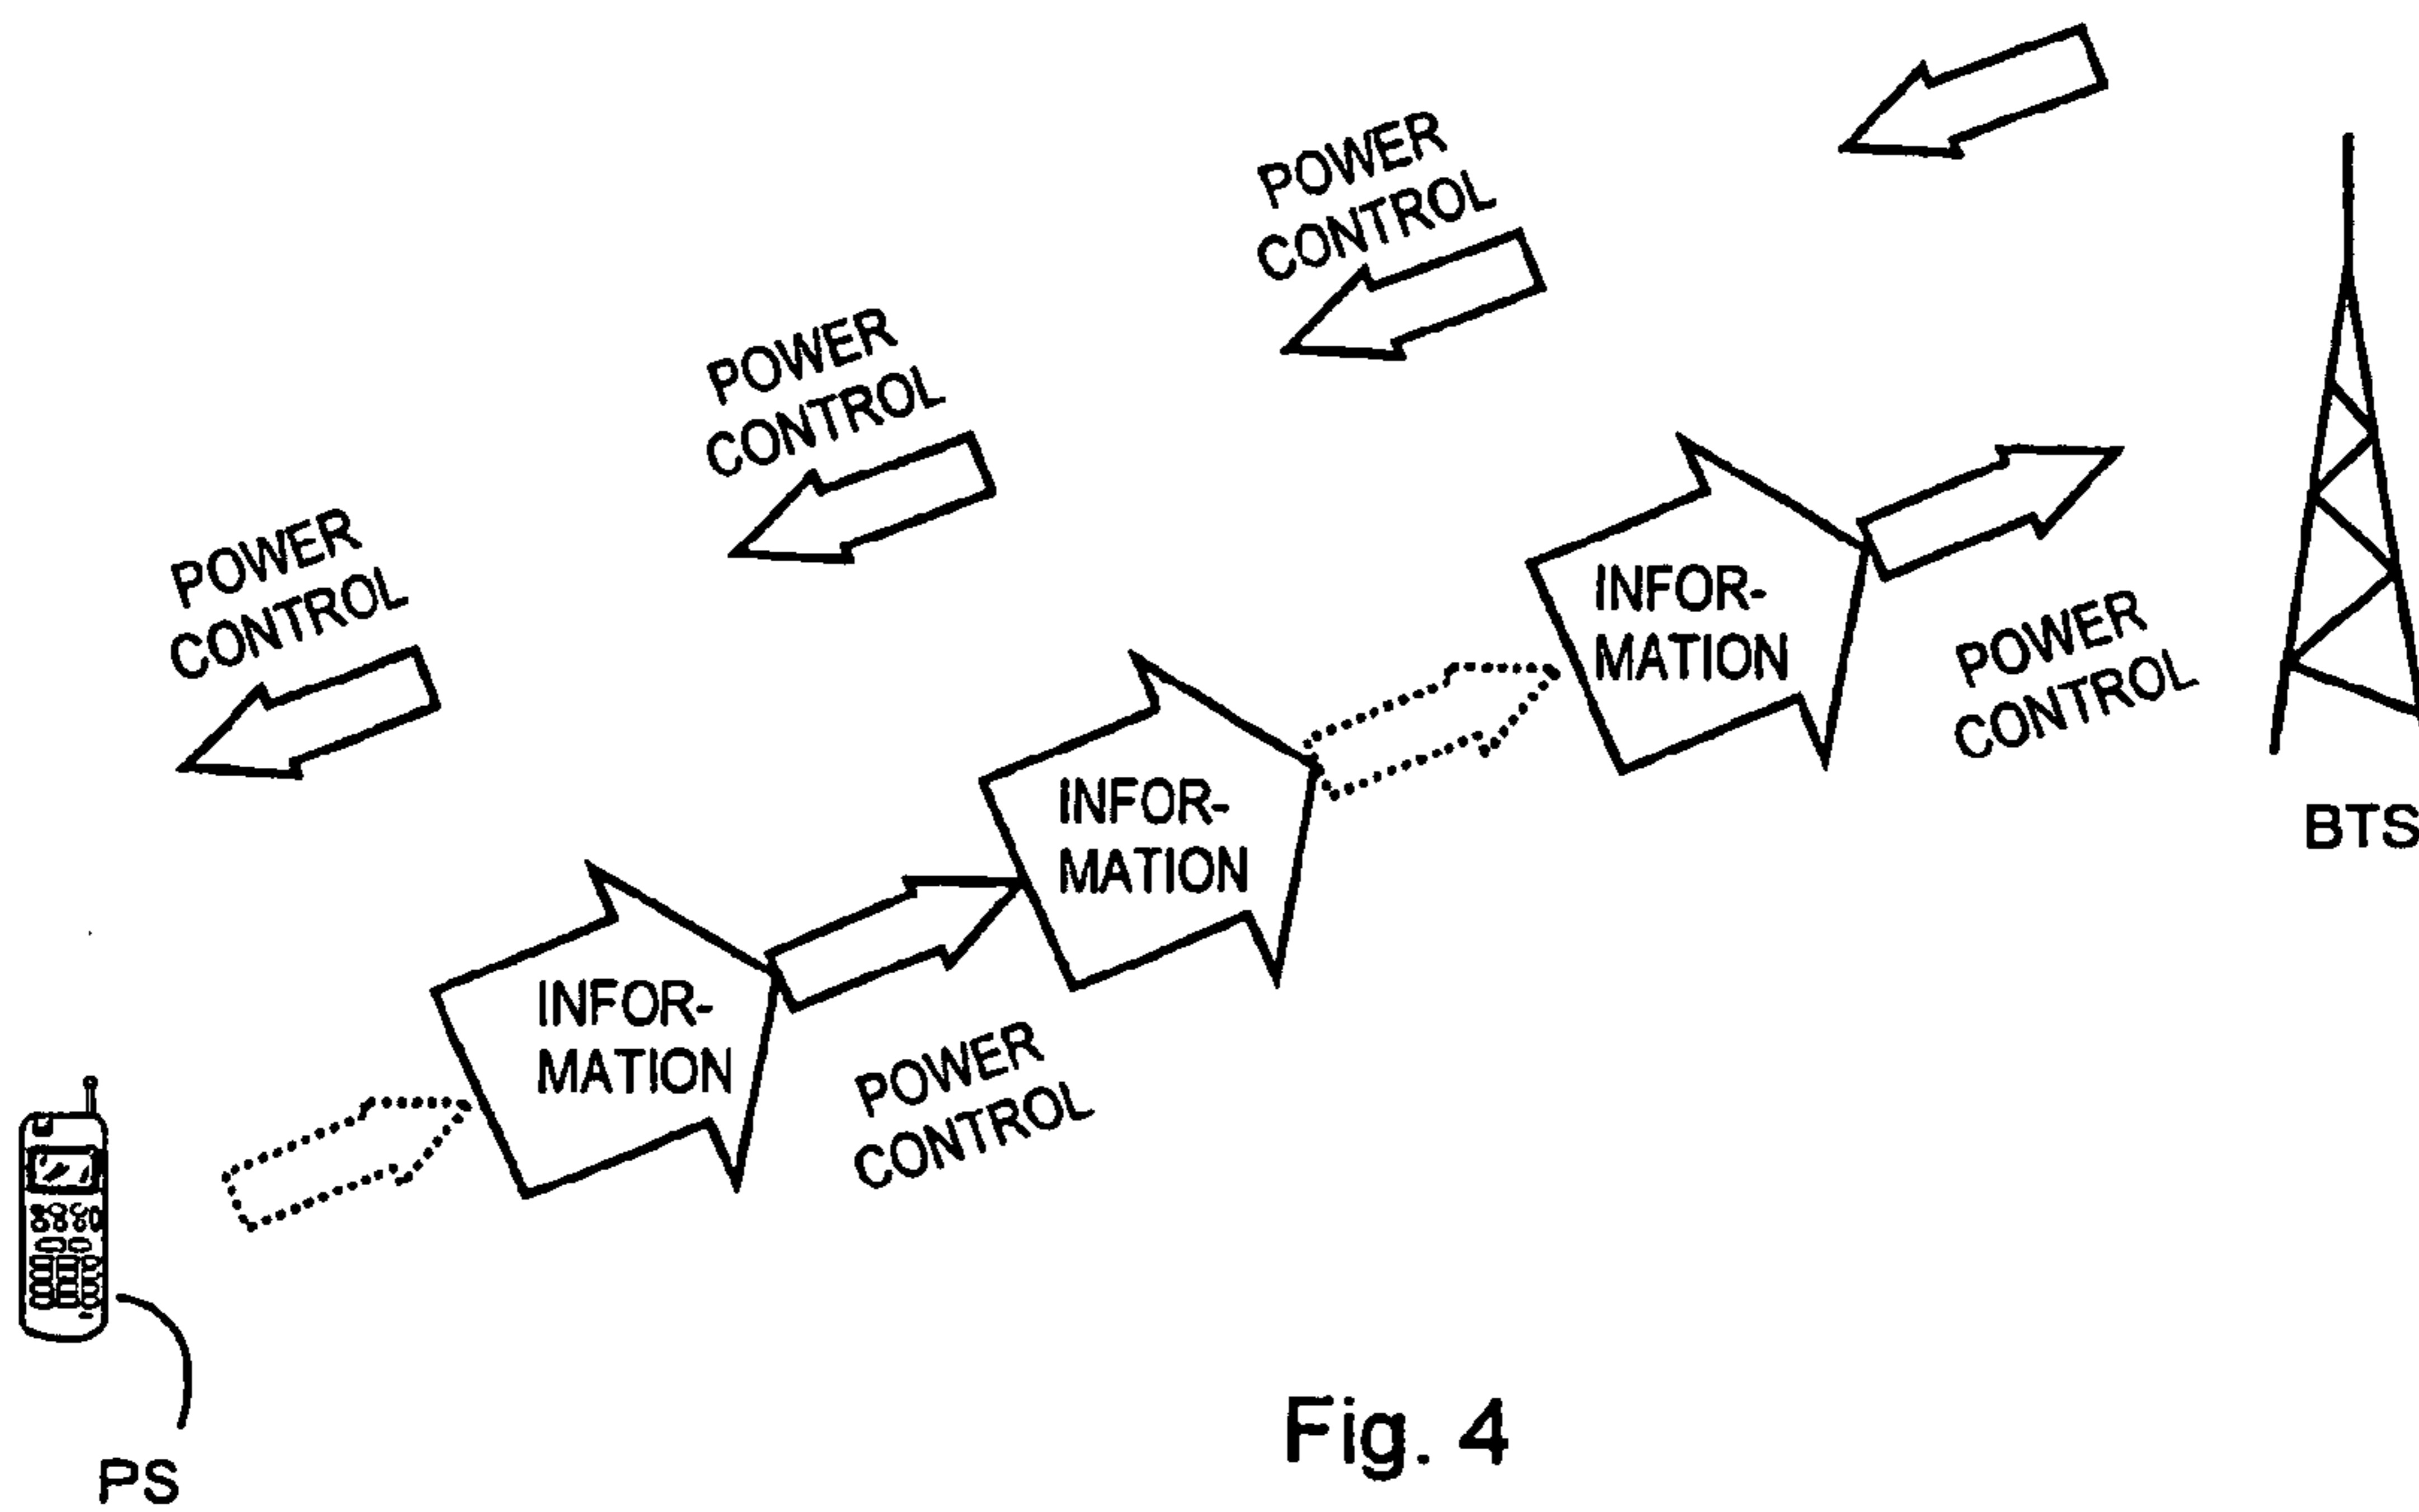 POWER
CONTROL
POWER
CONTROL
POWER
CONTROL
INFOR-
MATION
POWER
CONTROL
INFOR-
MATION
BTS
INFOR-
MATION
POWER
CONTROL
PS
Fig. 4